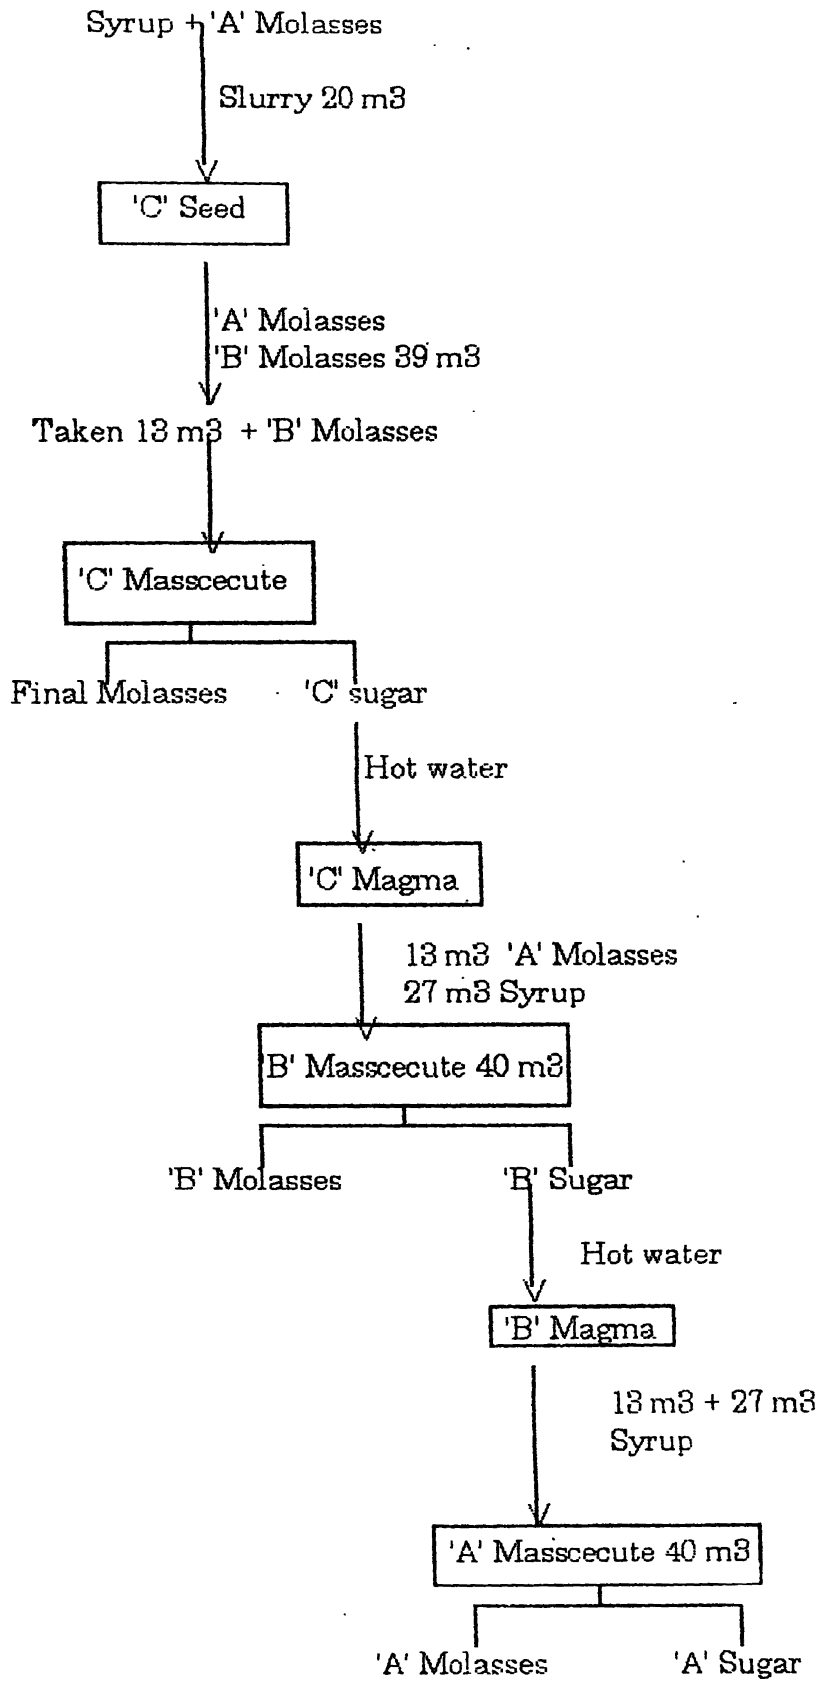 Syrup + 'A' Molasses
Slurry 20 m3
'C' Seed
'A' Molasses
'B' Molasses 39 m3
Taken 13 m3 + 'B' Molasses
'C' Masscecute
Final Molasses 'C' sugar
Hot water
'C' Magma
13 m3 'A' Molasses
27 m3 Syrup
'B' Masscecute 40 m3
'B' Molasses 'B' Sugar
Hot water
'B' Magma
13 m3 + 27 m3
Syrup
'A' Masscecute 40 m3
'A' Molasses 'A' Sugar